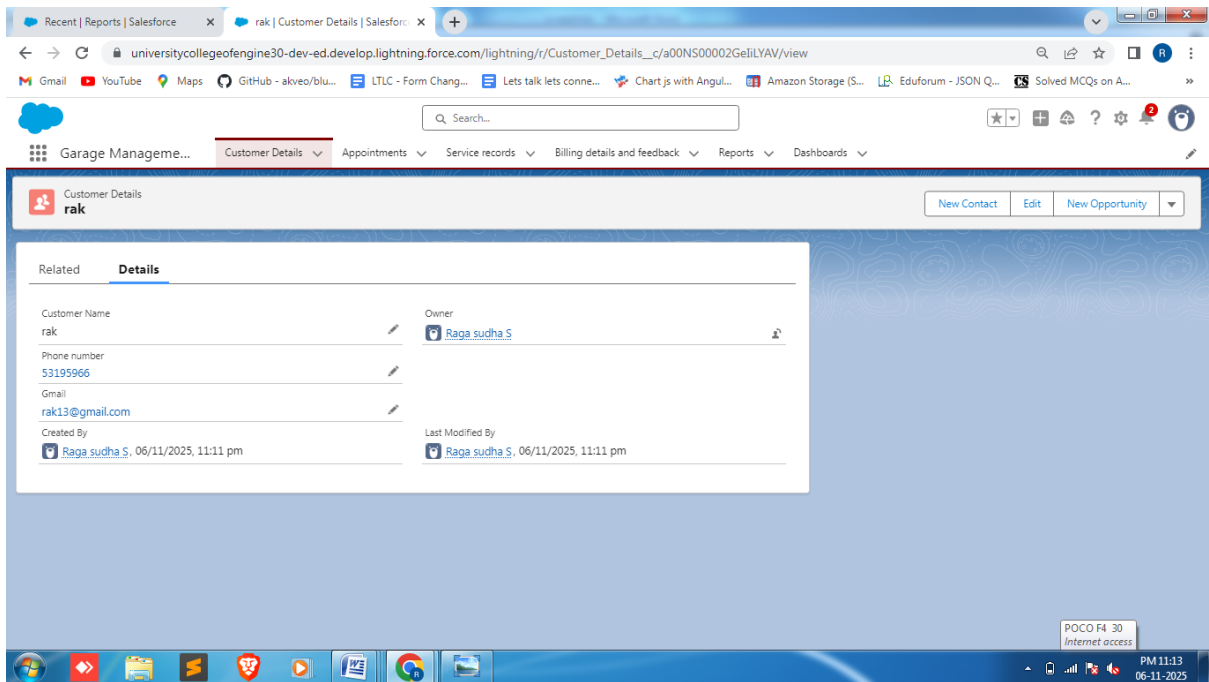 Recent | Reports | Salesforce
rak | Customer Details | Salesforc
universitycollegeofengine30-dev-ed.develop.lightning.force.com/lightning/r/Customer_Details__c/a00NS00002GeIiLYAV/view
R
Gmail YouTube Maps GitHub - akveo/blu... LTLC - Form Chang... Lets talk lets conne... Chart js with Angul... Amazon Storage (S... Eduforum - JSON Q... CS Solved MCQs on A... »
Search...
2
Garage Manageme... Customer Details Appointments Service records Billing details and feedback Reports Dashboards
Customer Details
rak
New Contact Edit New Opportunity
Related Details
Customer Name
rak
Owner
Raga sudha S
Phone number
53195966
Gmail
rak13@gmail.com
Created By
Raga sudha S, 06/11/2025, 11:11 pm
Last Modified By
Raga sudha S, 06/11/2025, 11:11 pm
POCO F4 30
Internet access
PM 11:13
06-11-2025